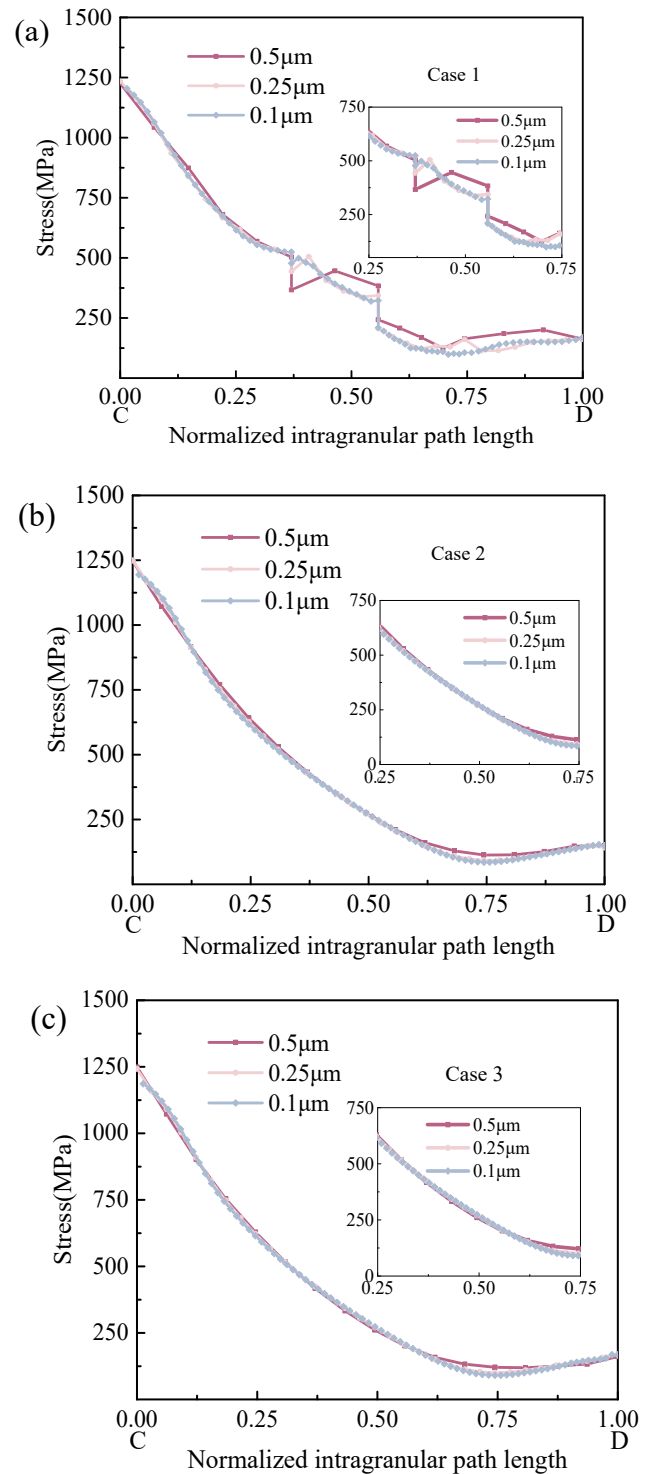 (a)
1500
1250
1000
750
500
250
Stress(MPa)
0.5μm
0.25μm
0.1μm
Case 1
750
500
250
0.5μm
0.25μm
0.1μm
0.25 0.50 0.75
0.00 0.25 0.50 0.75 1.00
C D
Normalized intragranular path length
(b)
1500
1250
1000
750
500
250
Stress(MPa)
0.5μm
0.25μm
0.1μm
Case 2
750
500
250
0
0.5μm
0.25μm
0.1μm
0.25 0.50 0.75
0.00 0.25 0.50 0.75 1.00
C D
Normalized intragranular path length
(c)
1500
1250
1000
750
500
250
Stress(MPa)
0.5μm
0.25μm
0.1μm
Case 3
750
500
250
0
0.5μm
0.25μm
0.1μm
0.25 0.50 0.75
0.00 0.25 0.50 0.75 1.00
C D
Normalized intragranular path length